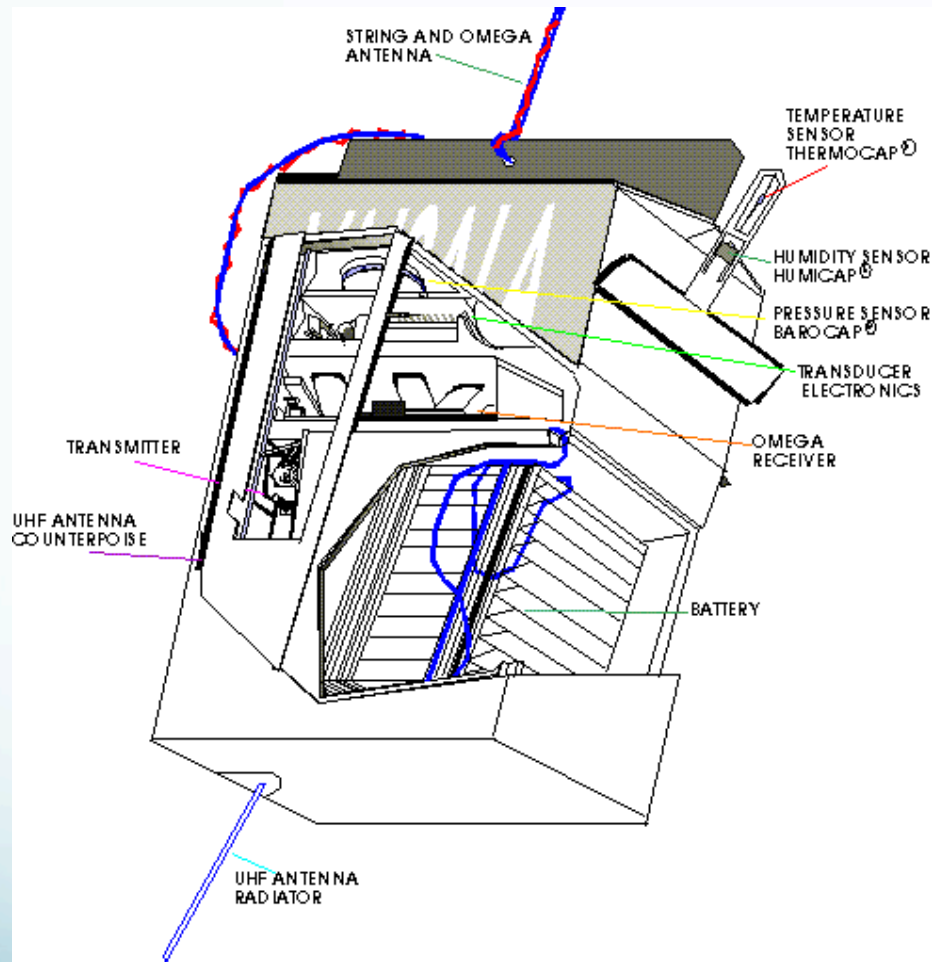 STRING AND OMEGA
ANTENNA
TEMPERATURE
SENSOR
THERMOCAP®
HUMIDITY SENSOR
HUMICAP®
PRESSURE SENSOR
BAROCAP®
TRANSDUCER
ELECTRONICS
OMEGA
RECEIVER
TRANSMITTER
UHF ANTENNA
COUNTERPOISE
BATTERY
UHF ANTENNA
RADIATOR